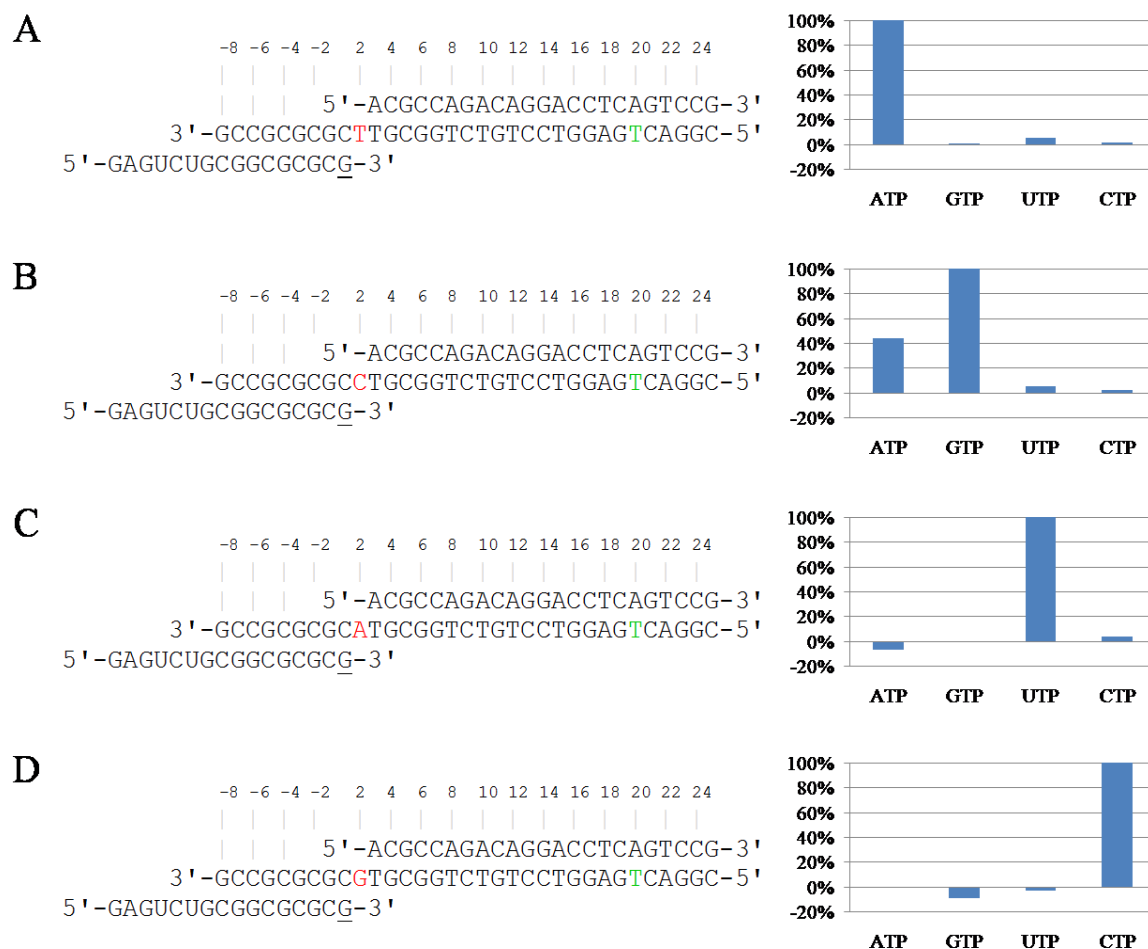 A
-8 -6 -4 -2 2 4 6 8 10 12 14 16 18 20 22 24
5'-ACGCCAGACAGGACCTCAGTCCG-3'
3'-GCCGCGCGCTTGCGGTCTGTCCTGGAGTCAGGC-5'
5'-GAGUCUGCGGCGCGCG-3'
100%
80%
60%
40%
20%
0%
-20%
ATP GTP UTP CTP
B
-8 -6 -4 -2 2 4 6 8 10 12 14 16 18 20 22 24
5'-ACGCCAGACAGGACCTCAGTCCG-3'
3'-GCCGCGCGCCTGCGGTCTGTCCTGGAGTCAGGC-5'
5'-GAGUCUGCGGCGCGCG-3'
100%
80%
60%
40%
20%
0%
-20%
ATP GTP UTP CTP
C
-8 -6 -4 -2 2 4 6 8 10 12 14 16 18 20 22 24
5'-ACGCCAGACAGGACCTCAGTCCG-3'
3'-GCCGCGCGCATGCGGTCTGTCCTGGAGTCAGGC-5'
5'-GAGUCUGCGGCGCGCG-3'
100%
80%
60%
40%
20%
0%
-20%
ATP GTP UTP CTP
D
-8 -6 -4 -2 2 4 6 8 10 12 14 16 18 20 22 24
5'-ACGCCAGACAGGACCTCAGTCCG-3'
3'-GCCGCGCGCGTGCGGTCTGTCCTGGAGTCAGGC-5'
5'-GAGUCUGCGGCGCGCG-3'
100%
80%
60%
40%
20%
0%
-20%
ATP GTP UTP CTP